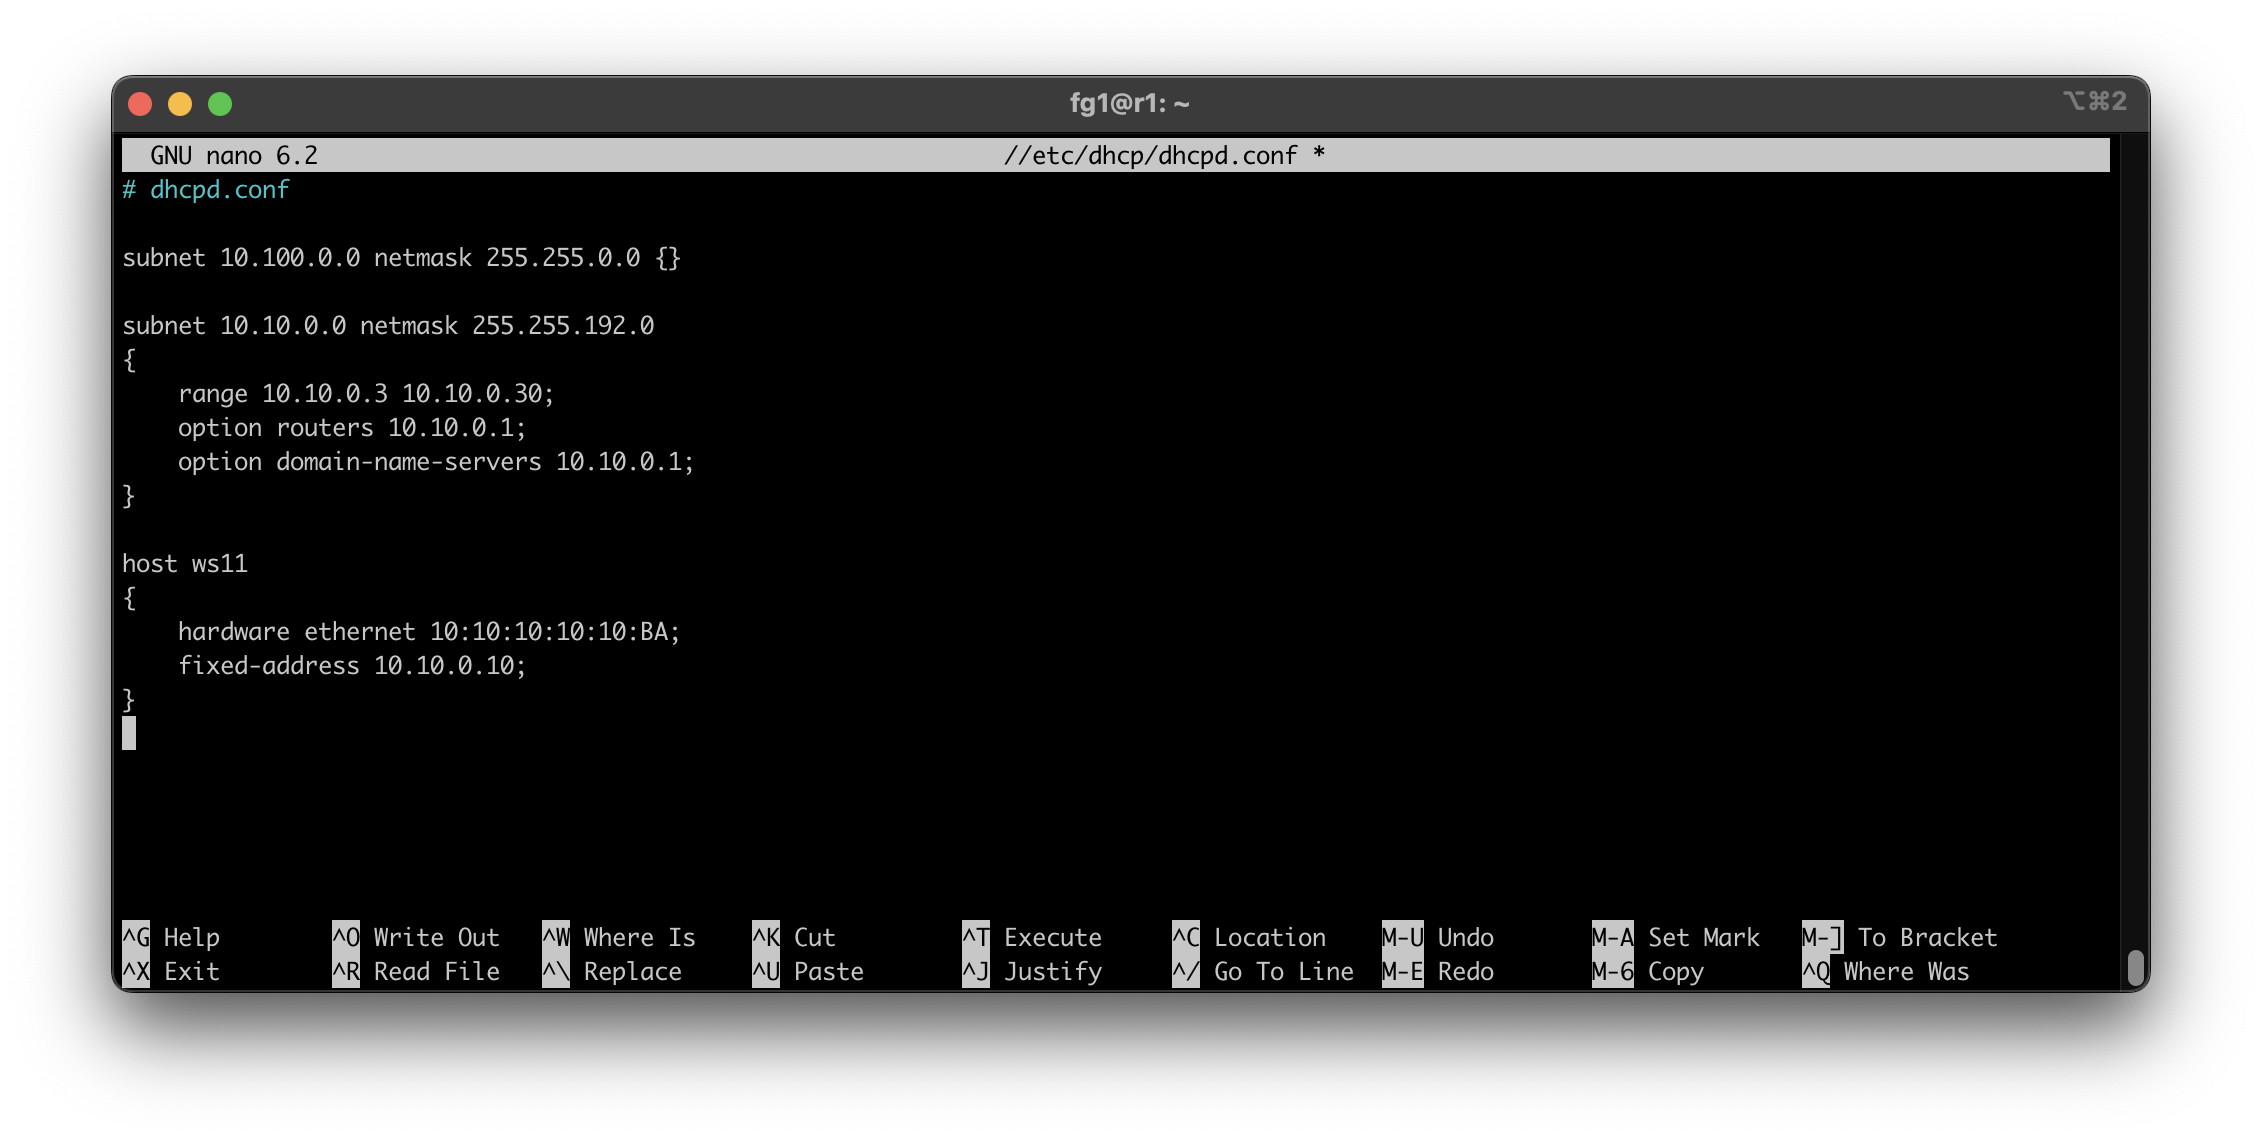 fg1@r1: ~
⌥⌘2
GNU nano 6.2 //etc/dhcp/dhcpd.conf *
# dhcpd.conf
subnet 10.100.0.0 netmask 255.255.0.0 {}
subnet 10.10.0.0 netmask 255.255.192.0
{
range 10.10.0.3 10.10.0.30;
option routers 10.10.0.1;
option domain-name-servers 10.10.0.1;
}
host ws11
{
hardware ethernet 10:10:10:10:10:BA;
fixed-address 10.10.0.10;
}
^G Help ^O Write Out ^W Where Is ^K Cut ^T Execute ^C Location M-U Undo M-A Set Mark M-] To Bracket
^X Exit ^R Read File ^\ Replace ^U Paste ^J Justify ^/ Go To Line M-E Redo M-6 Copy ^Q Where Was